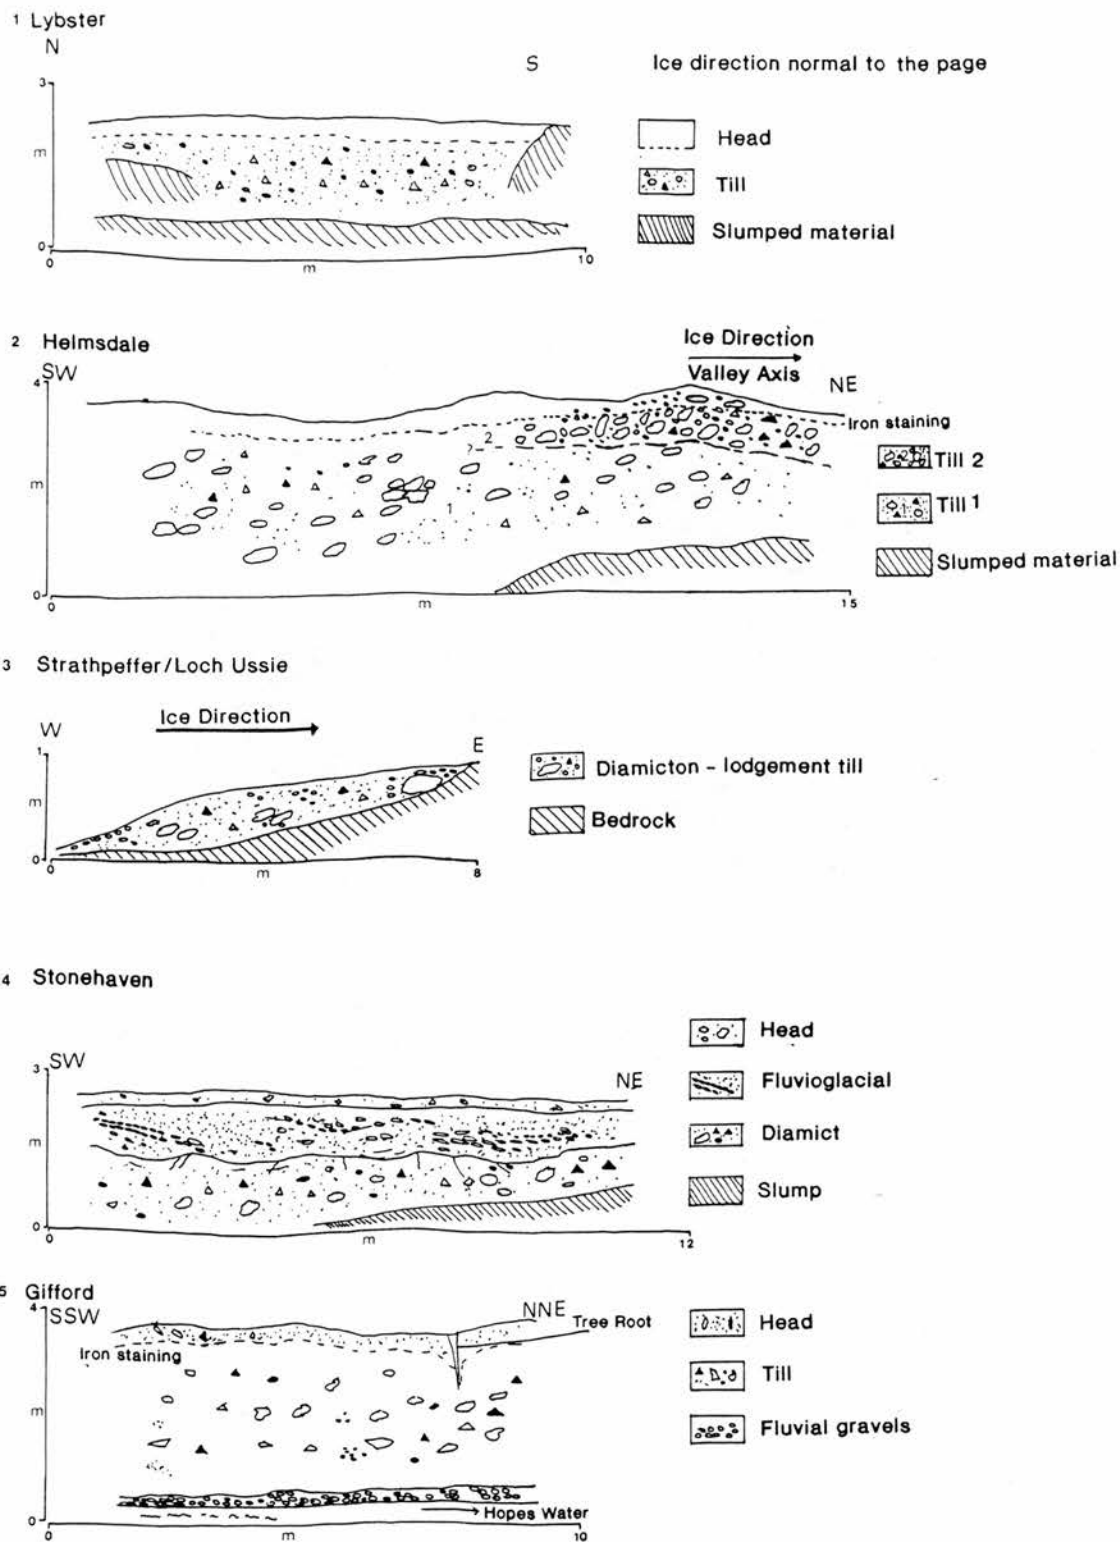 1 Lybster
N
S
Ice direction normal to the page
3
m
0
0
m
10
Head
Till
Slumped material
2 Helmsdale
SW
Ice Direction
Valley Axis
NE
4
m
0
Iron staining
?
2
1
0
m
15
Till 2
Till 1
Slumped material
3 Strathpeffer/Loch Ussie
W
Ice Direction
E
1
m
0
0
m
8
Diamicton - lodgement till
Bedrock
4 Stonehaven
SW
NE
3
m
0
0
m
12
Head
Fluvioglacial
Diamict
Slump
5 Gifford
SSW
NNE
Tree Root
4
Iron staining
m
0
Hopes Water
0
m
10
Head
Till
Fluvial gravels